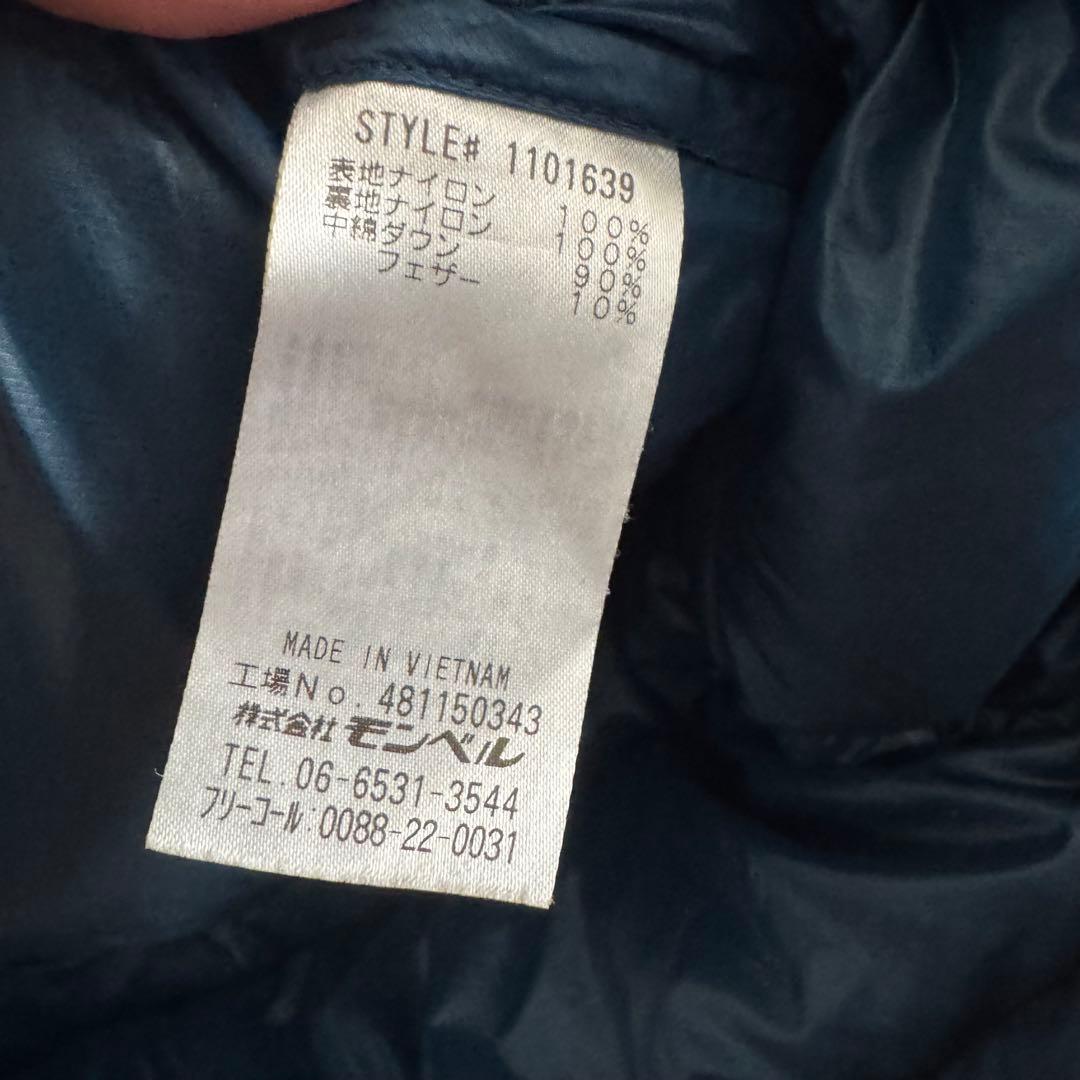 STYLE# 1101639
表地ナイロン 100%
裏地ナイロン 100%
中綿ダウン 90%
フェザー 10%
MADE IN VIETNAM
工場No. 481150343
株式会社 モンベル
TEL.06-6531-3544
フリーコール:0088-22-0031